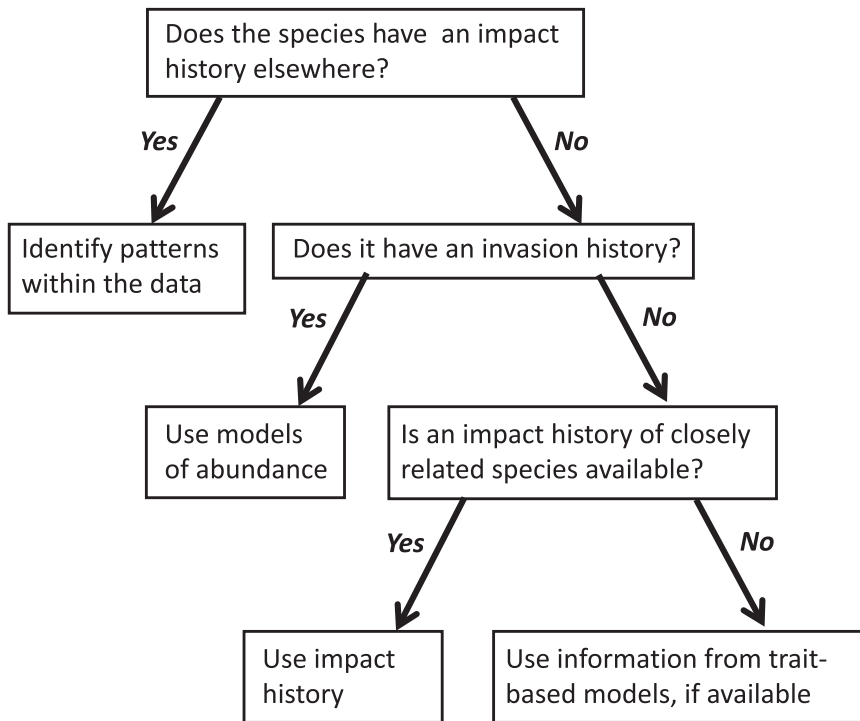 Does the species have  an impact
history elsewhere?
Yes
No
Identify patterns
within the data
Does it have an invasion history?
Yes
No
Use models
of abundance
Is an impact history of closely
related species available?
Yes
No
Use impact
history
Use information from trait-
based models, if available